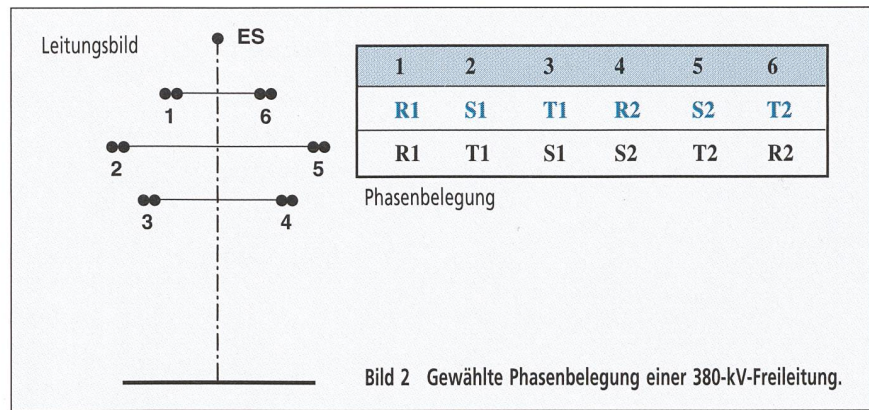 Leitungsbild
ES
1 6
2 5
3 4
1 2 3 4 5 6
R1 S1 T1 R2 S2 T2
R1 T1 S1 S2 T2 R2
Phasenbelegung
Bild 2 Gewählte Phasenbelegung einer 380-kV-Freileitung.